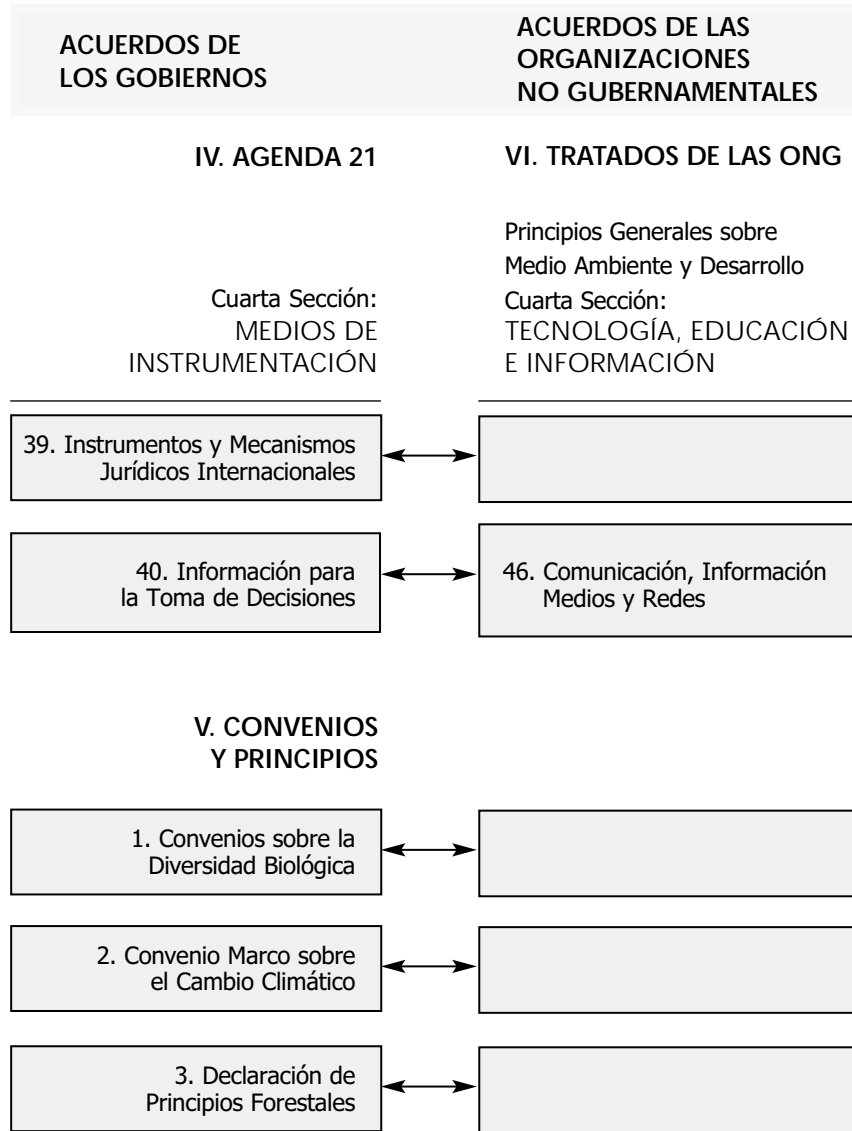 ACUERDOS DE
LOS GOBIERNOS
ACUERDOS DE LAS
ORGANIZACIONES
NO GUBERNAMENTALES
IV. AGENDA 21
VI. TRATADOS DE LAS ONG
Principios Generales sobre
Medio Ambiente y Desarrollo
Cuarta Sección:
MEDIOS DE
INSTRUMENTACIÓN
Cuarta Sección:
TECNOLOGÍA, EDUCACIÓN
E INFORMACIÓN
39. Instrumentos y Mecanismos
Jurídicos Internacionales
40. Información para
la Toma de Decisiones
46. Comunicación, Información
Medios y Redes
V. CONVENIOS
Y PRINCIPIOS
1. Convenios sobre la
Diversidad Biológica
2. Convenio Marco sobre
el Cambio Climático
3. Declaración de
Principios Forestales